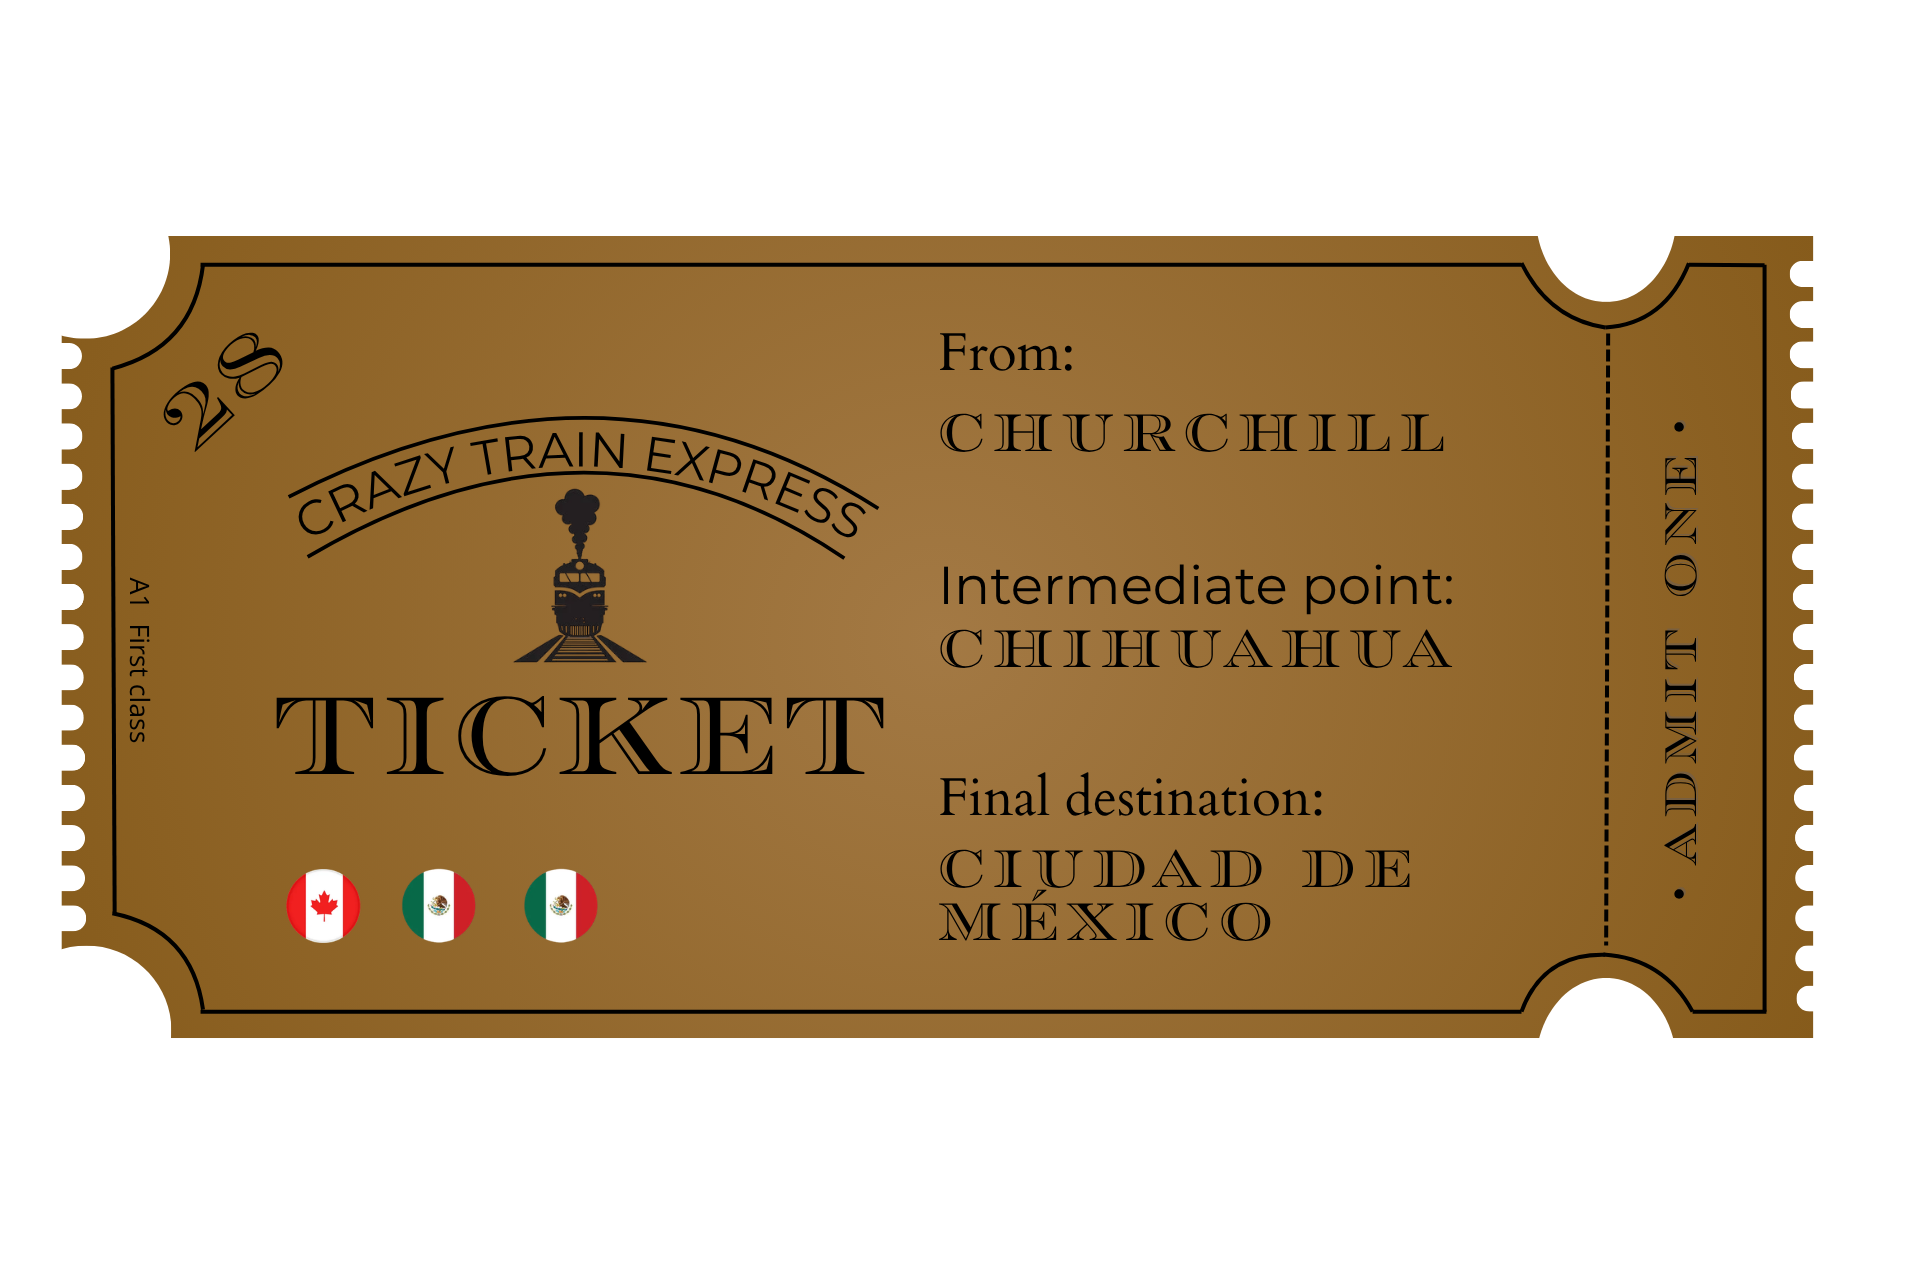 28
CRAZY TRAIN EXPRESS
A1 First class
TICKET
From:
CHURCHILL
Intermediate point:
CHIHUAHUA
Final destination:
CIUDAD DE
MÉXICO
• ADMIT ONE •